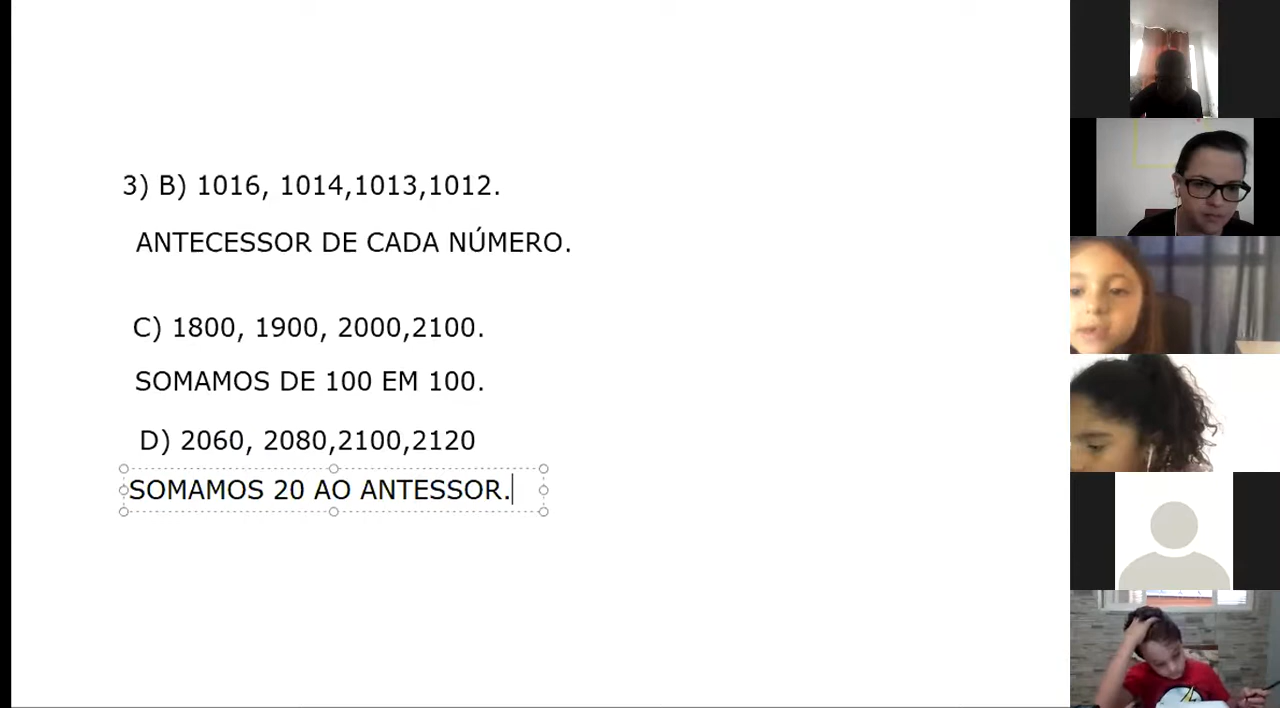 3) B) 1016, 1014,1013,1012.
ANTECESSOR DE CADA NÚMERO.
C) 1800, 1900, 2000,2100.
SOMAMOS DE 100 EM 100.
D) 2060, 2080,2100,2120
SOMAMOS 20 AO ANTESSOR.